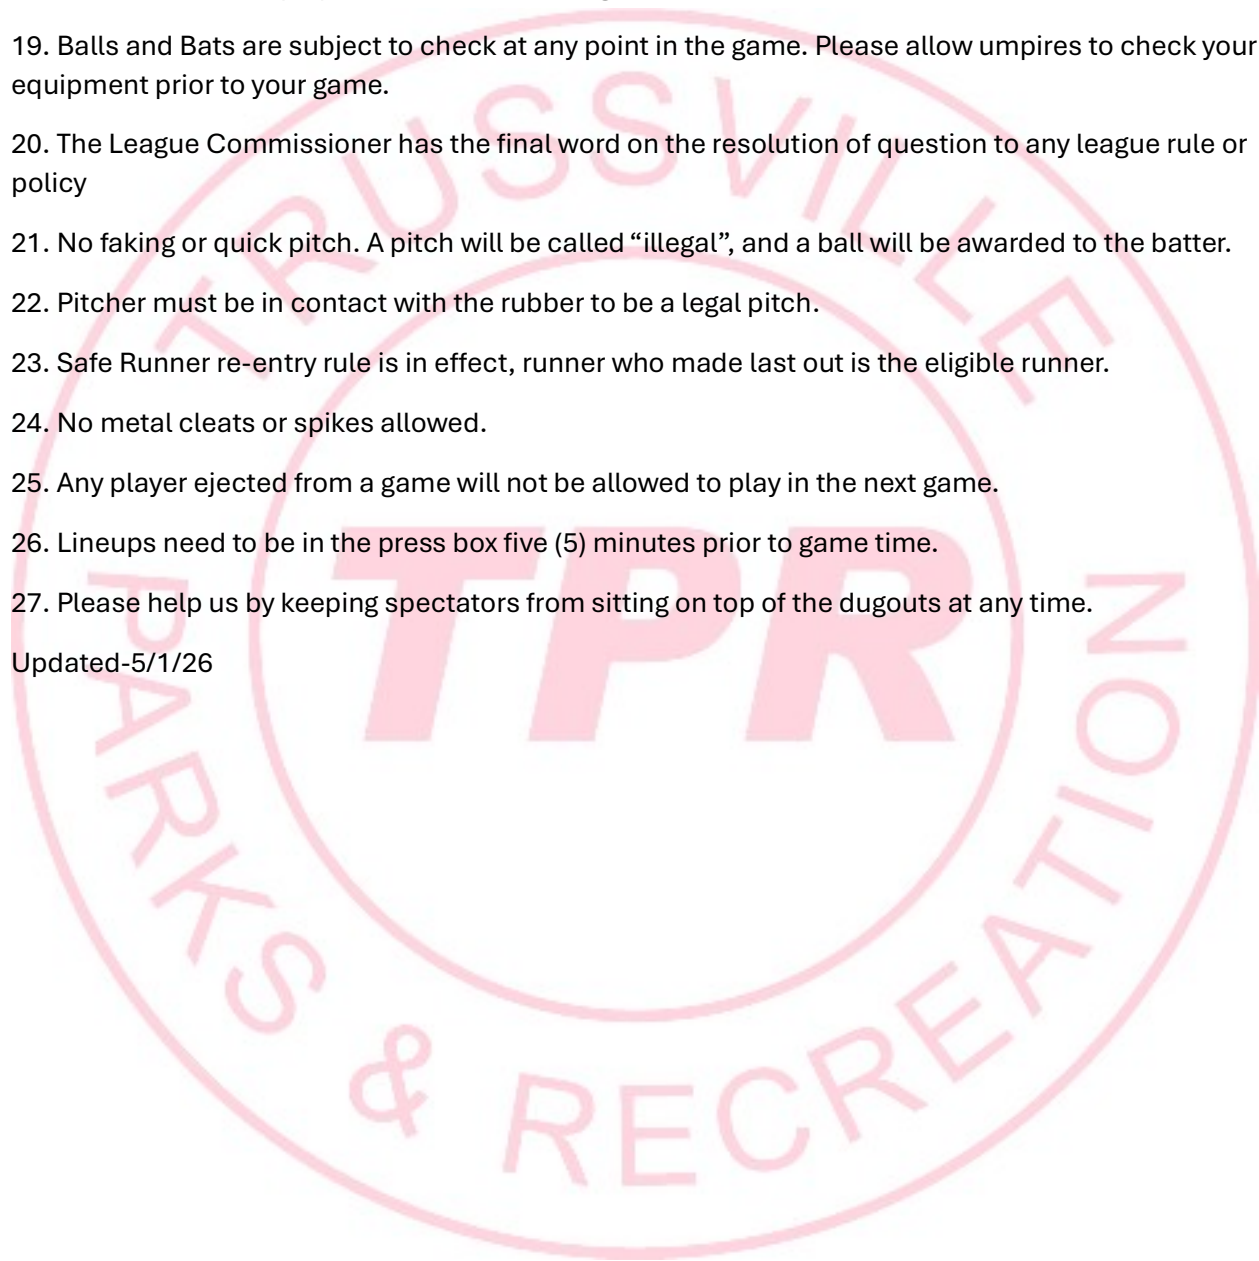 19. Balls and Bats are subject to check at any point in the game. Please allow umpires to check your
equipment prior to your game.
20. The League Commissioner has the final word on the resolution of question to any league rule or
policy
21. No faking or quick pitch. A pitch will be called “illegal”, and a ball will be awarded to the batter.
22. Pitcher must be in contact with the rubber to be a legal pitch.
23. Safe Runner re-entry rule is in effect, runner who made last out is the eligible runner.
24. No metal cleats or spikes allowed.
25. Any player ejected from a game will not be allowed to play in the next game.
26. Lineups need to be in the press box five (5) minutes prior to game time.
27. Please help us by keeping spectators from sitting on top of the dugouts at any time.
Updated-5/1/26
TRUSSVILLE
TPR
PARKS & RECREATION